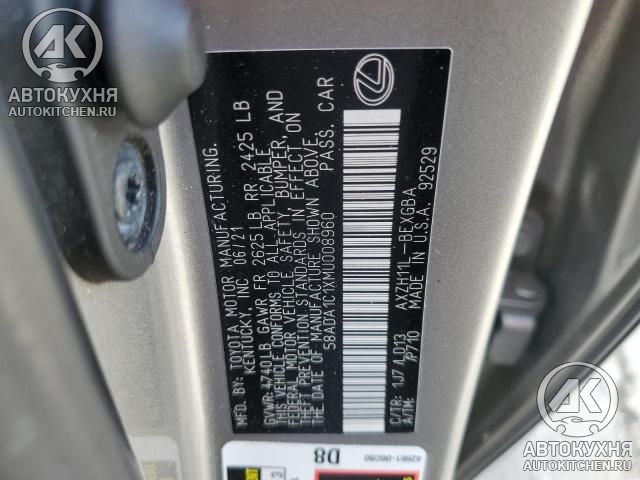 MFD. BY: TOYOTA MOTOR MANUFACTURING,
KENTUCKY, INC. 06/21
GVWR: 4740LB GAWR FR 2625LB RR 2425 LB
THIS VEHICLE CONFORMS TO ALL APPLICABLE
FEDERAL MOTOR VEHICLE SAFETY, BUMPER, AND
THEFT PREVENTION STANDARDS IN EFFECT ON
THE DATE OF MANUFACTURE SHOWN ABOVE.
58ADA1C1XMU008960 PASS. CAR
C/TR: 1J7/LD13 AXZH11L-BEXGBA
A/TM: /P710 MADE IN U.S.A. 92529
D8
42661-06C80
АВТОКУХНЯ
AUTOKITCHEN.RU
АВТОКУХНЯ
AUTOKITCHEN.RU